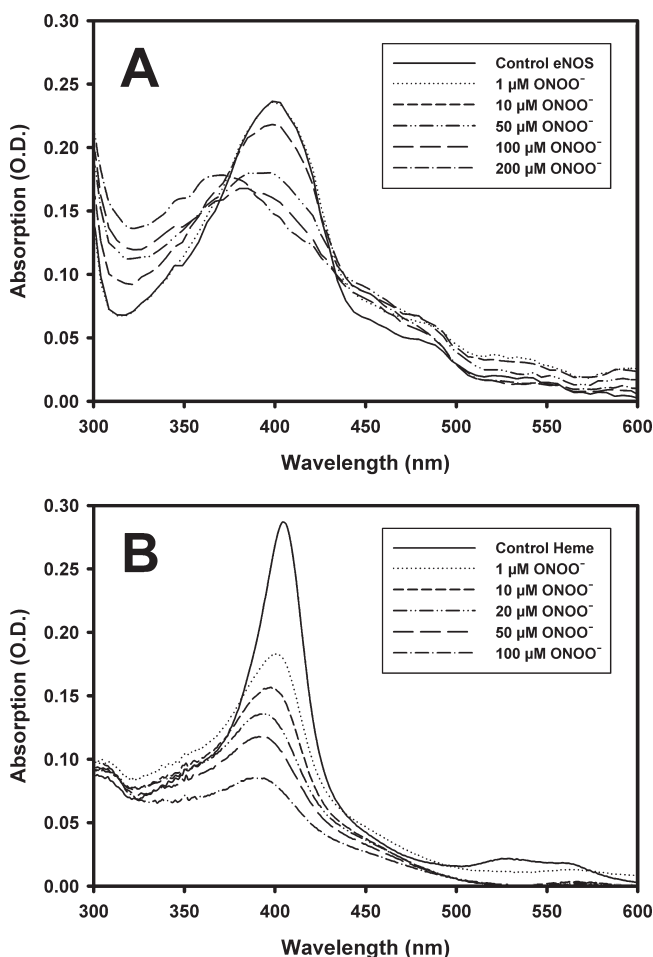 A
0.30
0.25
0.20
0.15
0.10
0.05
0.00
Absorption (O.D.)
Control eNOS
1 µM ONOO⁻
10 µM ONOO⁻
50 µM ONOO⁻
100 µM ONOO⁻
200 µM ONOO⁻
300 350 400 450 500 550 600
Wavelength (nm)
B
0.30
0.25
0.20
0.15
0.10
0.05
0.00
Absorption (O.D.)
Control Heme
1 µM ONOO⁻
10 µM ONOO⁻
20 µM ONOO⁻
50 µM ONOO⁻
100 µM ONOO⁻
300 350 400 450 500 550 600
Wavelength (nm)